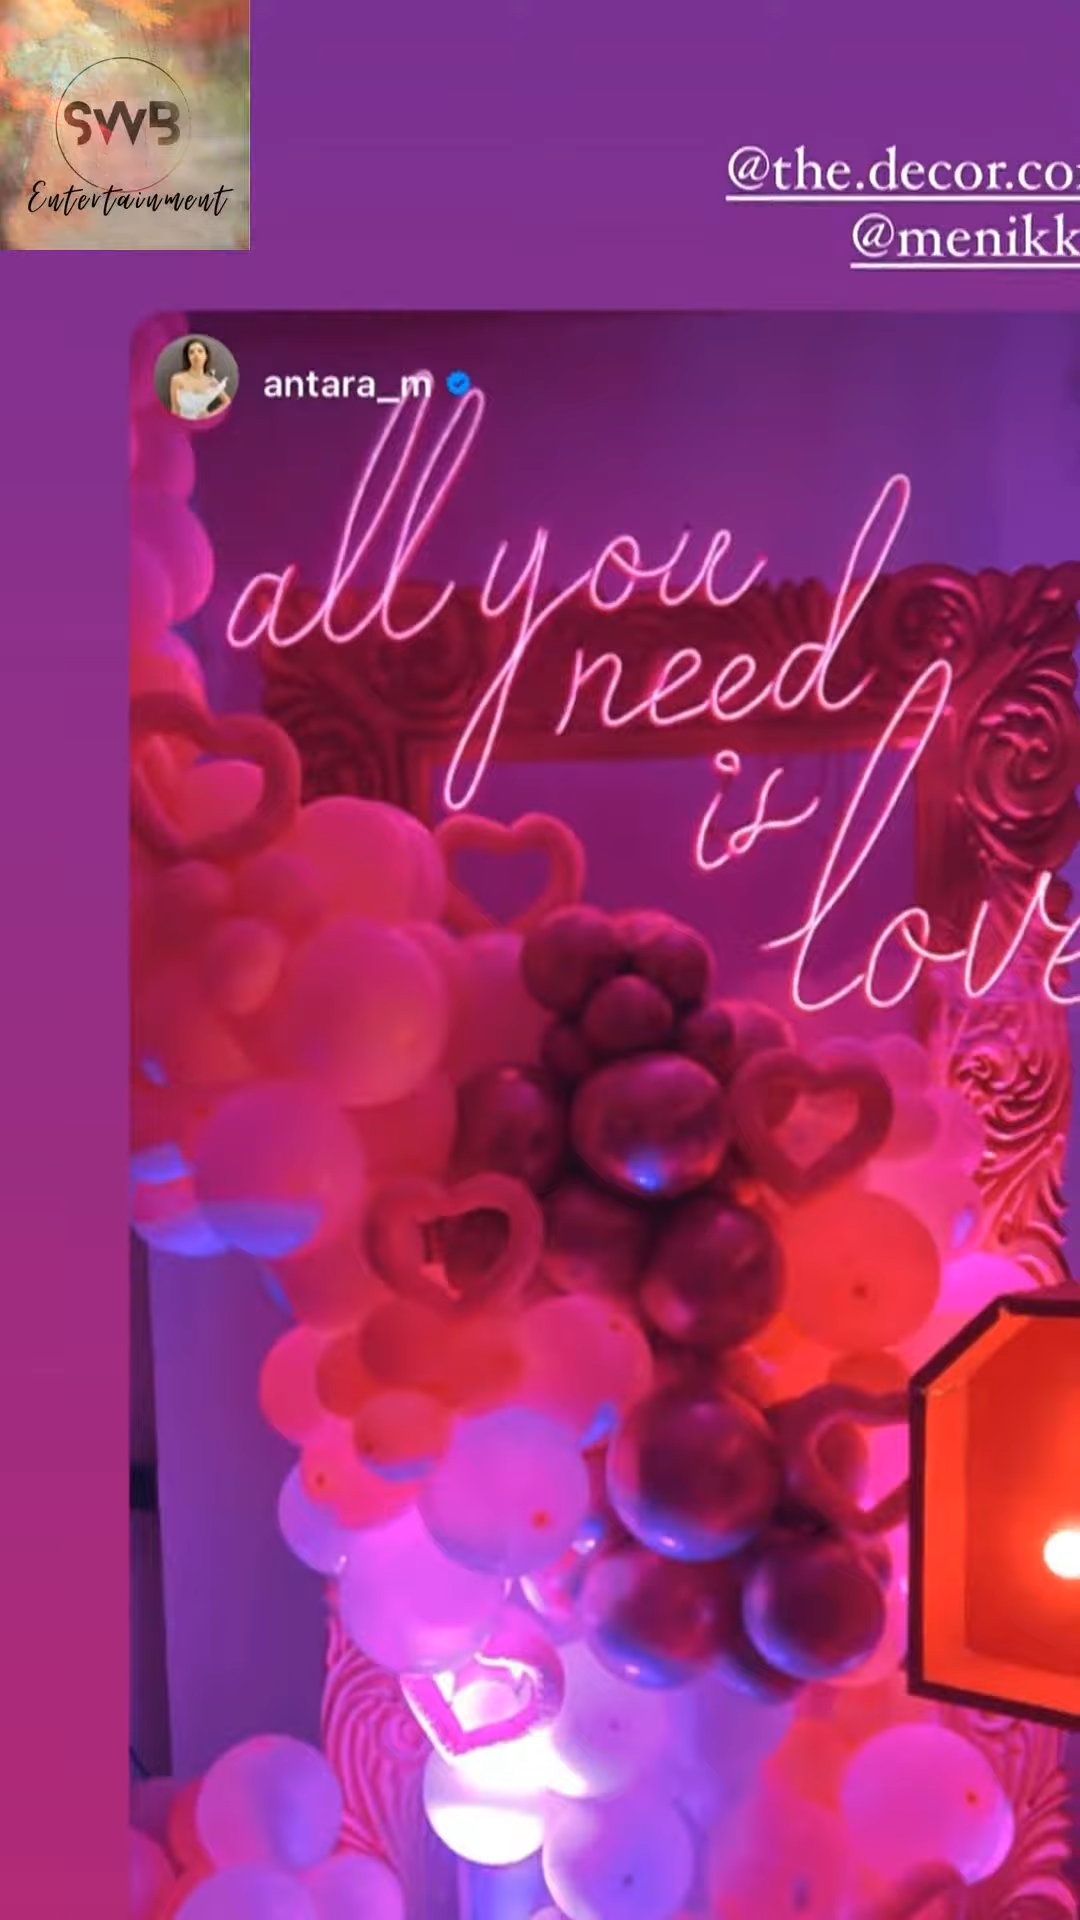 SWB
Entertainment
@the.decor.co
@menikk
antara_m
all you
need
is
love